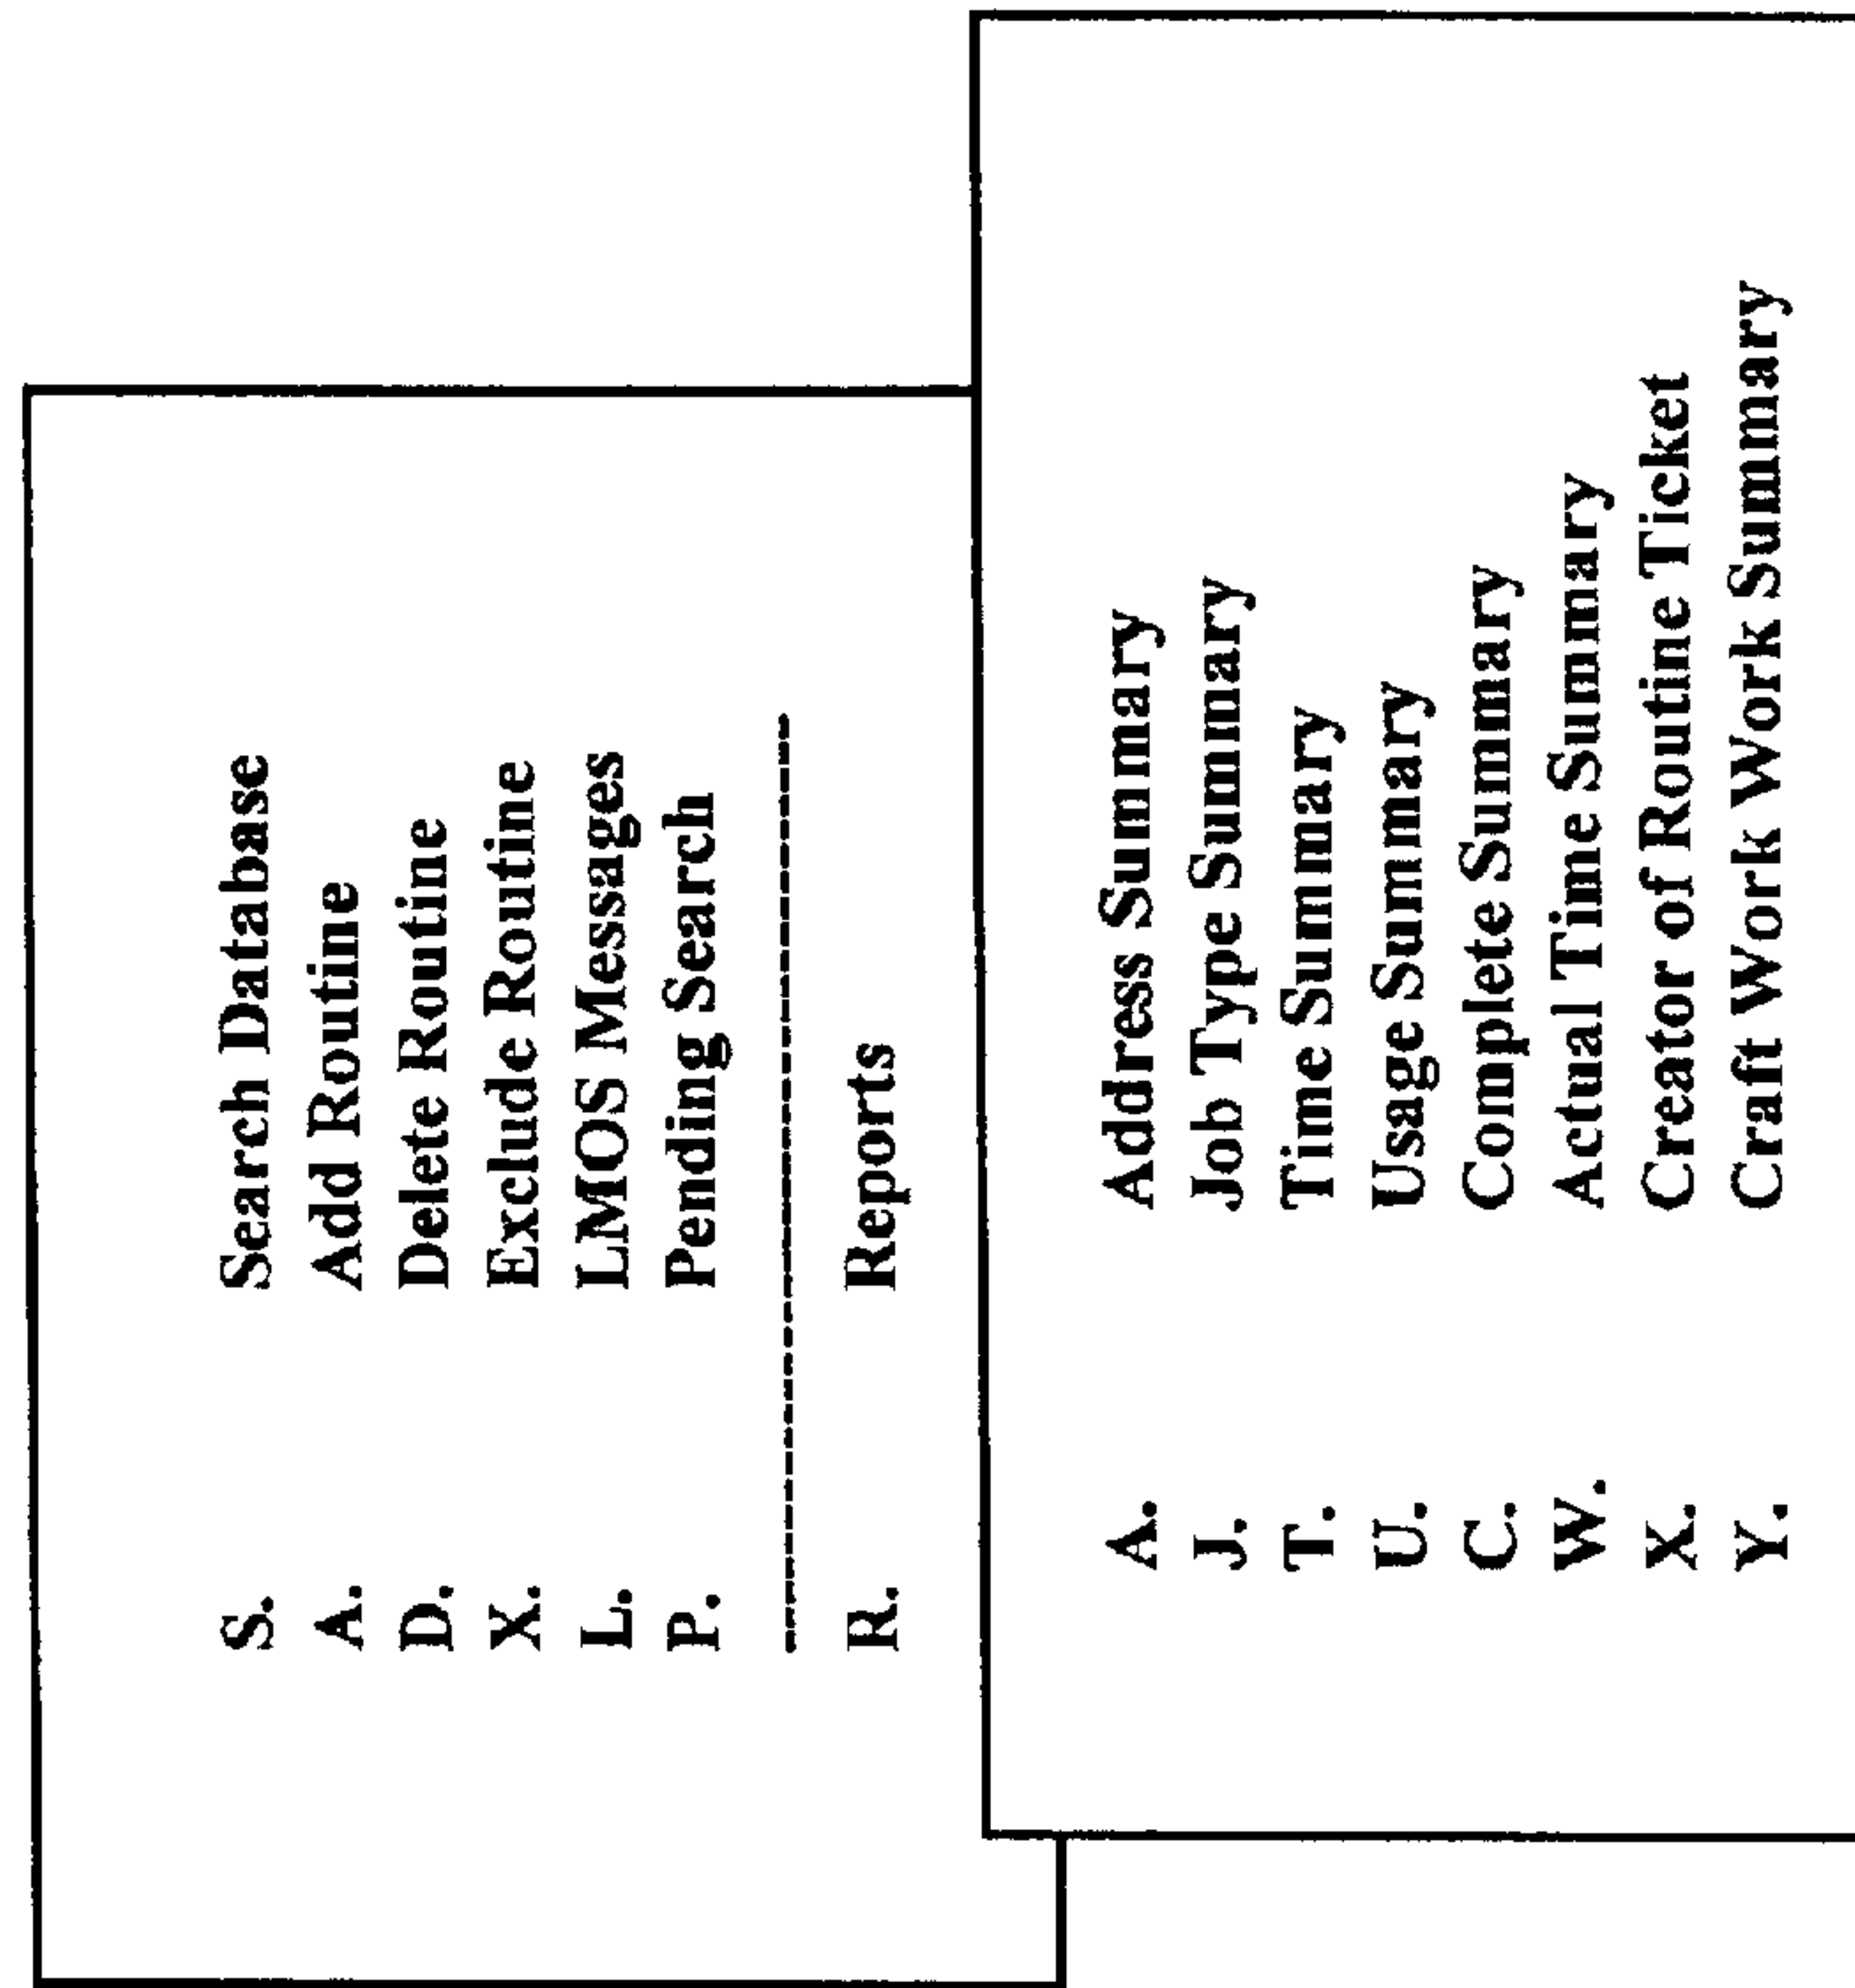 S. Search Database
A. Add Routine
D. Delete Routine
X. Exclude Routine
L. LMOS Messages
P. Pending Search
R. Reports
A. Address Summary
J. Job Type Summary
T. Time Summary
U. Usage Summary
C. Complete Summary
W. Actual Time Summary
X. Creator of Routine Ticket
Y. Craft Work Work Summary